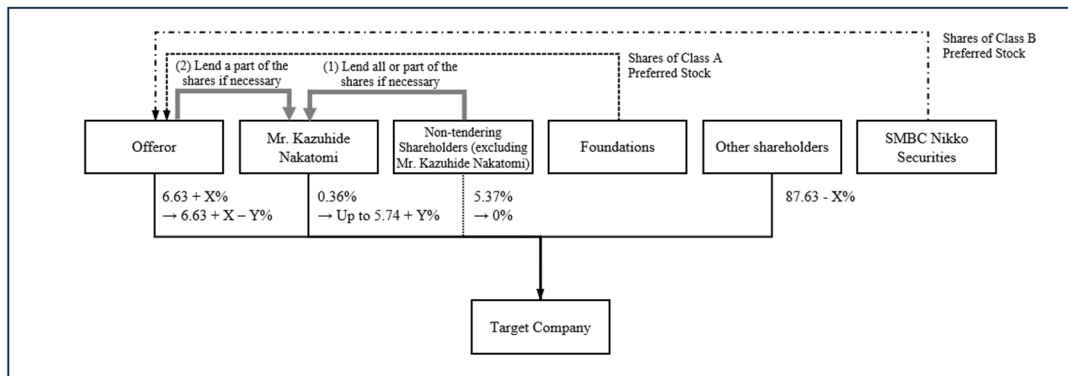 Shares of Class B
Preferred Stock
Shares of Class A
Preferred Stock
(2) Lend a part of the
shares if necessary
(1) Lend all or part of the
shares if necessary
Offeror
Mr. Kazuhide
Nakatomi
Non-tendering
Shareholders (excluding
Mr. Kazuhide Nakatomi)
Foundations
Other shareholders
SMBC Nikko
Securities
6.63 + X%
→ 6.63 + X – Y%
0.36%
→ Up to 5.74 + Y%
5.37%
→ 0%
87.63 - X%
Target Company